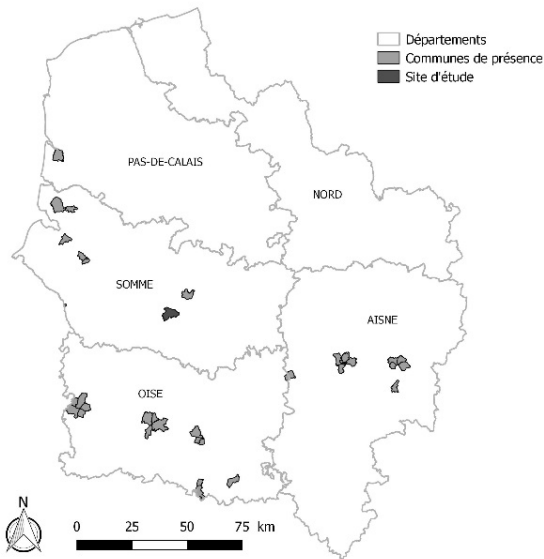 Départements
Communes de présence
Site d'étude
PAS-DE-CALAIS
NORD
SOMME
AISNE
OISE
N
0 25 50 75 km